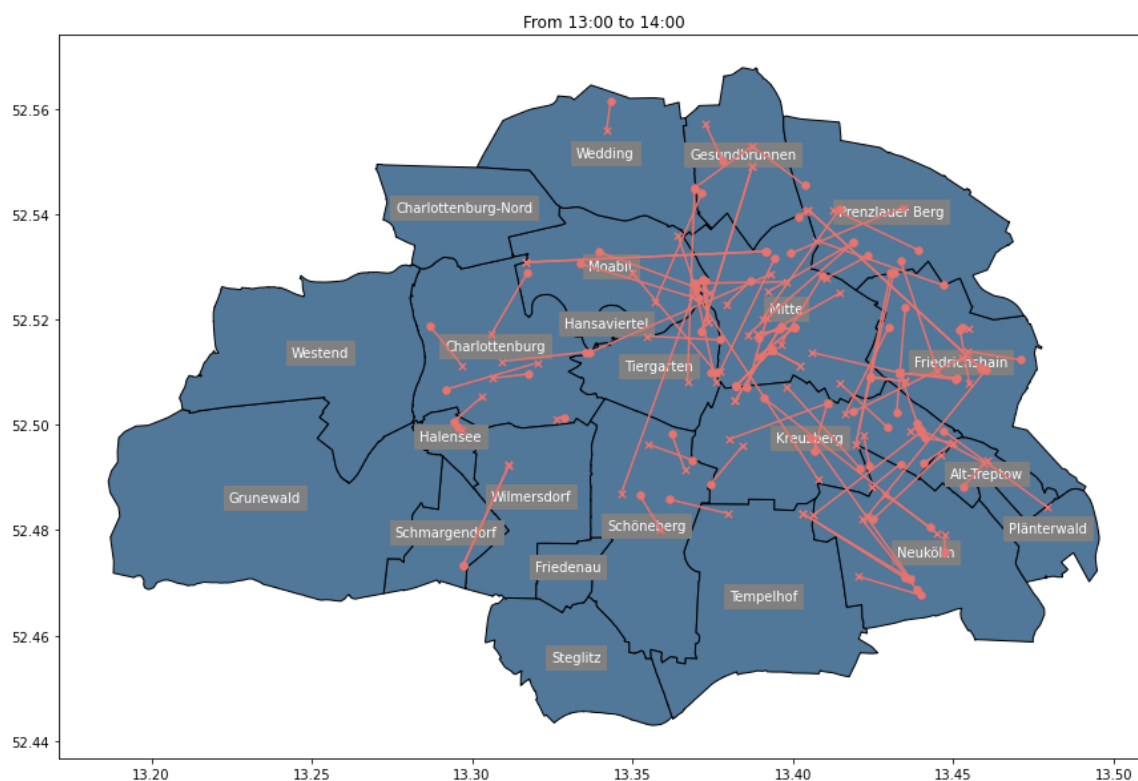 From 13:00 to 14:00
52.56
Wedding
Gesundbrunnen
52.54
Charlottenburg-Nord
Prenzlauer Berg
Moabit
52.52
Mitte
Hansaviertel
Westend
Charlottenburg
Tiergarten
Friedrichshain
52.50
Halensee
Kreuzberg
Grunewald
Wilmersdorf
Alt-Treptow
52.48
Schmargendorf
Schöneberg
Plänterwald
Neukölln
Friedenau
Tempelhof
52.46
Steglitz
52.44
13.20 13.25 13.30 13.35 13.40 13.45 13.50